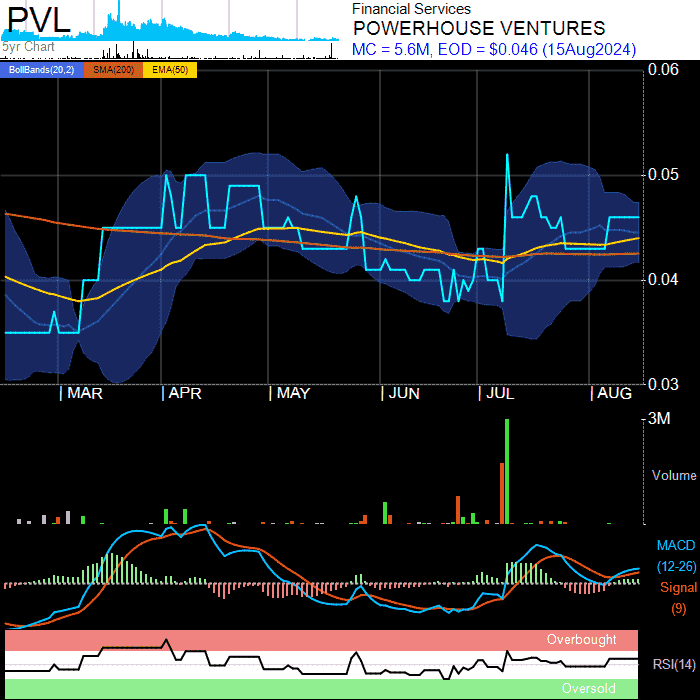 PVL
5yr Chart
Financial Services
POWERHOUSE VENTURES
MC = 5.6M, EOD = $0.046 (15Aug2024)
BollBands(20,2) SMA(200) EMA(50)
0.06
0.05
0.04
0.03
MAR APR MAY JUN JUL AUG
3M
Volume
MACD
(12-26)
Signal
(9)
Overbought
RSI(14)
Oversold